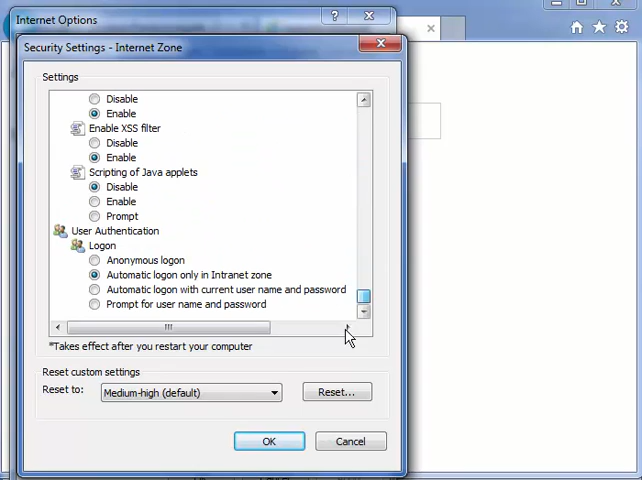 Internet Options
Security Settings - Internet Zone
Settings
Disable
Enable
Enable XSS filter
Disable
Enable
Scripting of Java applets
Disable
Enable
Prompt
User Authentication
Logon
Anonymous logon
Automatic logon only in Intranet zone
Automatic logon with current user name and password
Prompt for user name and password
*Takes effect after you restart your computer
Reset custom settings
Reset to:
Medium-high (default)
Reset...
OK
Cancel